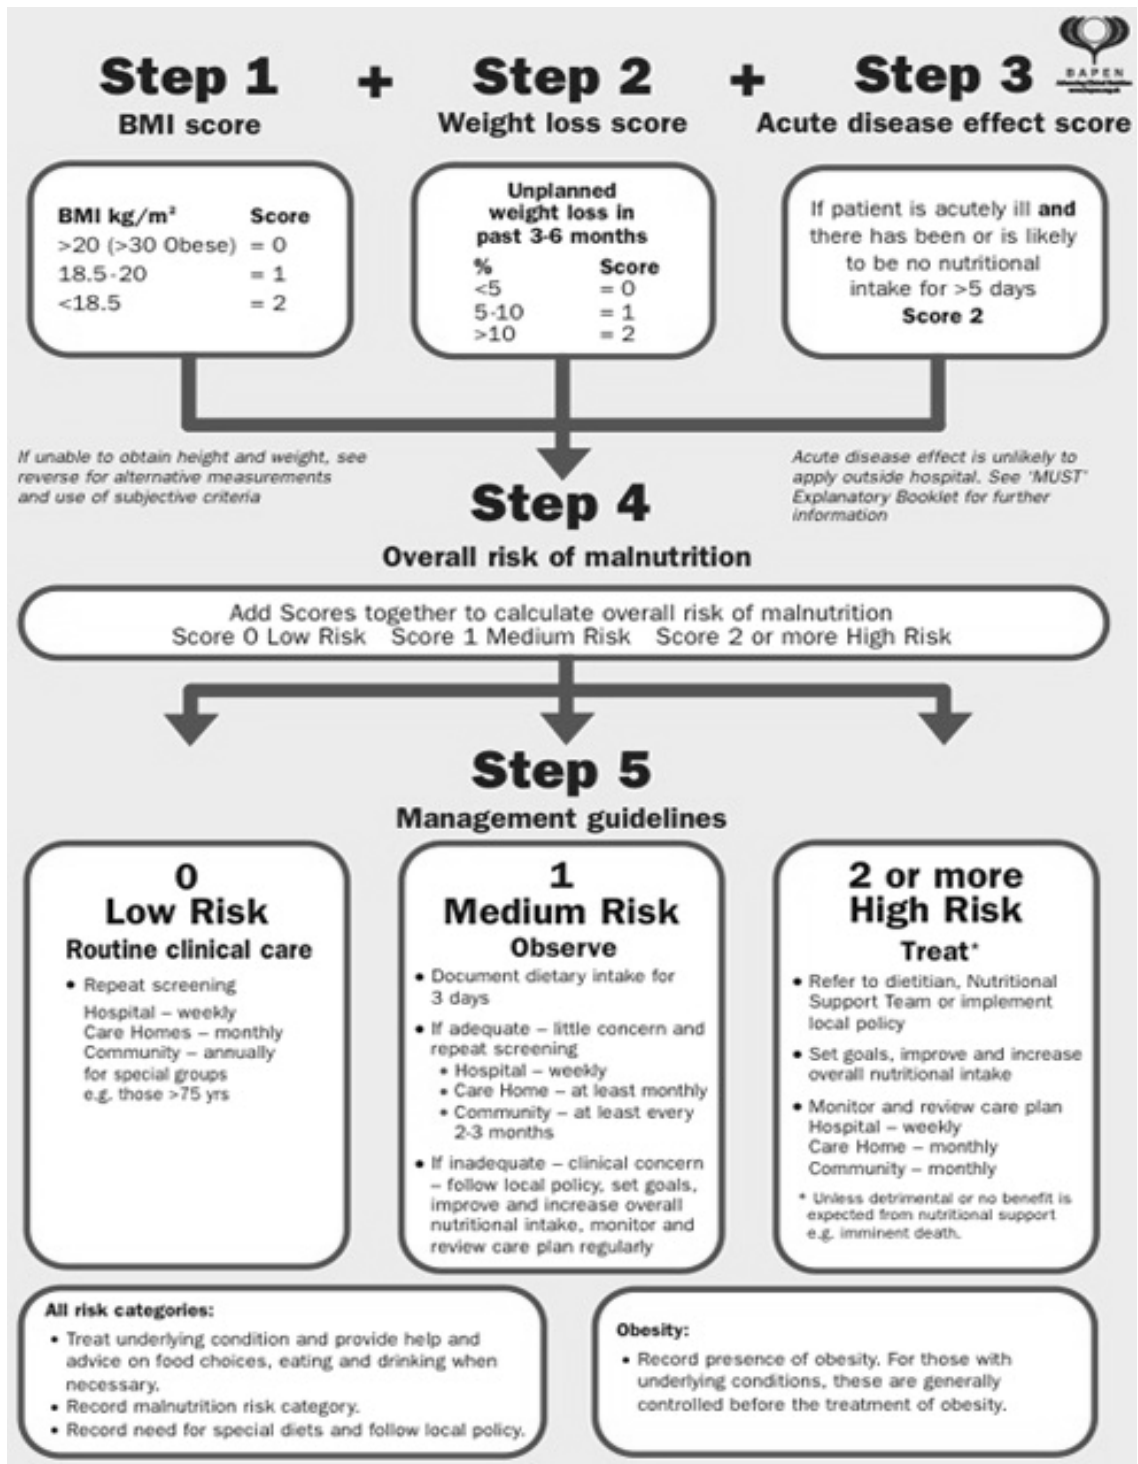 Step 1 + Step 2 + Step 3
BAPEN
BMI score
Weight loss score
Acute disease effect score
BMI kg/m² Score
>20 (>30 Obese) = 0
18.5-20 = 1
<18.5 = 2
Unplanned
weight loss in
past 3-6 months
% Score
<5 = 0
5-10 = 1
>10 = 2
If patient is acutely ill and
there has been or is likely
to be no nutritional
intake for >5 days
Score 2
If unable to obtain height and weight, see
reverse for alternative measurements
and use of subjective criteria
Acute disease effect is unlikely to
apply outside hospital. See 'MUST'
Explanatory Booklet for further
information
Step 4
Overall risk of malnutrition
Add Scores together to calculate overall risk of malnutrition
Score 0 Low Risk Score 1 Medium Risk Score 2 or more High Risk
Step 5
Management guidelines
0
Low Risk
Routine clinical care
• Repeat screening
Hospital – weekly
Care Homes – monthly
Community – annually
for special groups
e.g. those >75 yrs
1
Medium Risk
Observe
• Document dietary intake for
3 days
• If adequate – little concern and
repeat screening
• Hospital – weekly
• Care Home – at least monthly
• Community – at least every
2-3 months
• If inadequate – clinical concern
– follow local policy, set goals,
improve and increase overall
nutritional intake, monitor and
review care plan regularly
2 or more
High Risk
Treat*
• Refer to dietitian, Nutritional
Support Team or implement
local policy
• Set goals, improve and increase
overall nutritional intake
• Monitor and review care plan
Hospital – weekly
Care Home – monthly
Community – monthly
* Unless detrimental or no benefit is
expected from nutritional support
e.g. imminent death.
All risk categories:
• Treat underlying condition and provide help and
advice on food choices, eating and drinking when
necessary.
• Record malnutrition risk category.
• Record need for special diets and follow local policy.
Obesity:
• Record presence of obesity. For those with
underlying conditions, these are generally
controlled before the treatment of obesity.